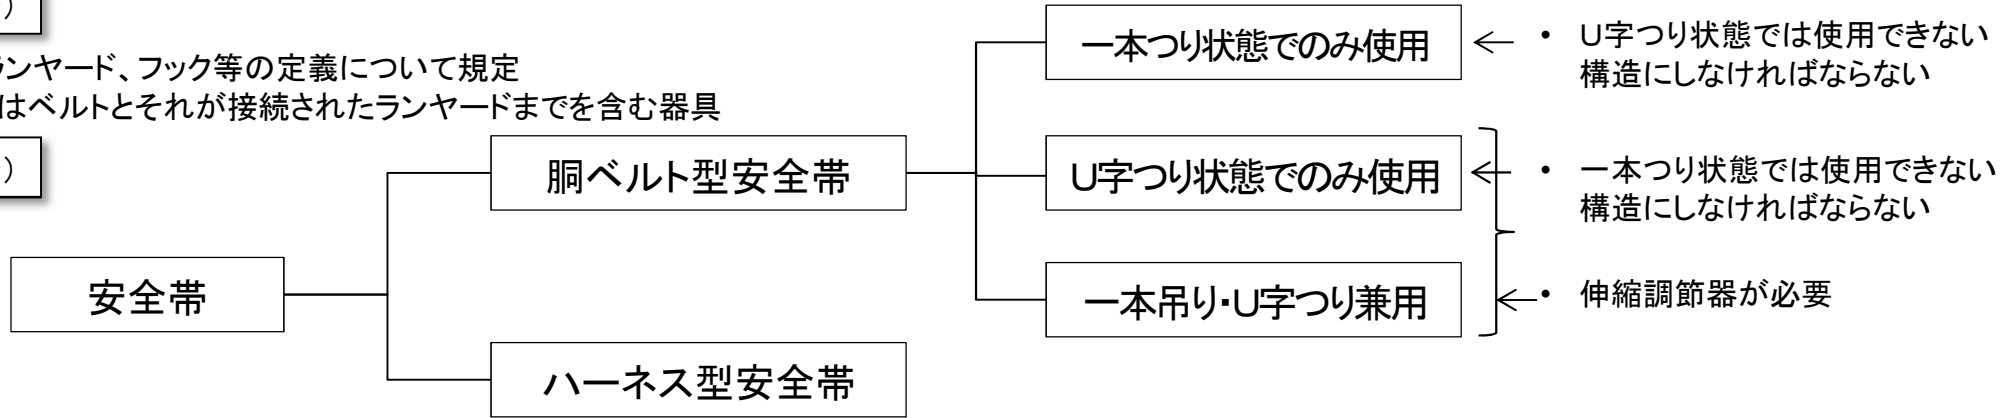 ）
ンヤード、フック等の定義について規定
はベルトとそれが接続されたランヤードまでを含む器具
）
安全帯
胴ベルト型安全帯
ハーネス型安全帯
一本つり状態でのみ使用
U字つり状態でのみ使用
一本吊り・U字つり兼用
• U字つり状態では使用できない
構造にしなければならない
• 一本つり状態では使用できない
構造にしなければならない
• 伸縮調節器が必要